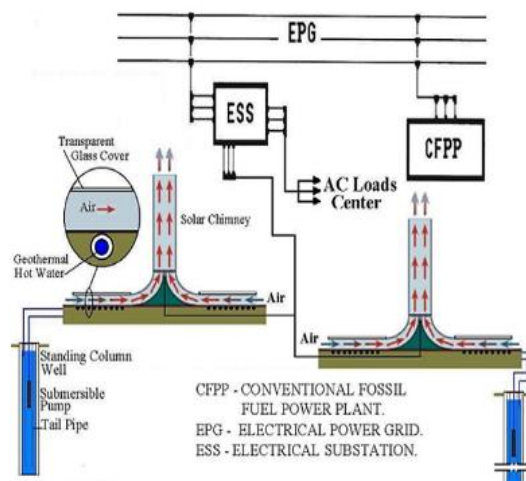 EPG
ESS
CFPP
Transparent
Glass Cover
Air
Geothermal
Hot Water
Solar Chimney
AC Loads
Center
Air
Air
Standing Column
Well
Submersible
Pump
Tail Pipe
CFPP - CONVENTIONAL FOSSIL
FUEL POWER PLANT.
EPG - ELECTRICAL POWER GRID.
ESS - ELECTRICAL SUBSTATION.